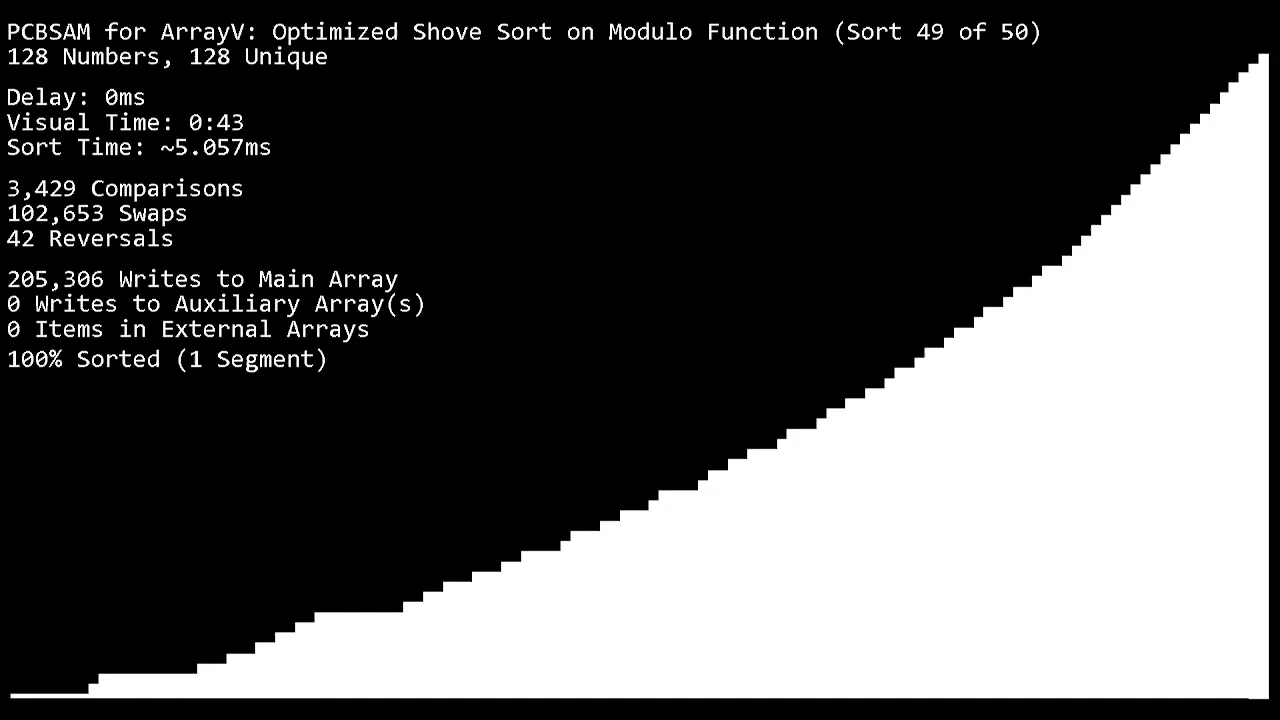 PCBSAM for ArrayV: Optimized Shove Sort on Modulo Function (Sort 49 of 50)
128 Numbers, 128 Unique
Delay: 0ms
Visual Time: 0:43
Sort Time: ~5.057ms
3,429 Comparisons
102,653 Swaps
42 Reversals
205,306 Writes to Main Array
0 Writes to Auxiliary Array(s)
0 Items in External Arrays
100% Sorted (1 Segment)